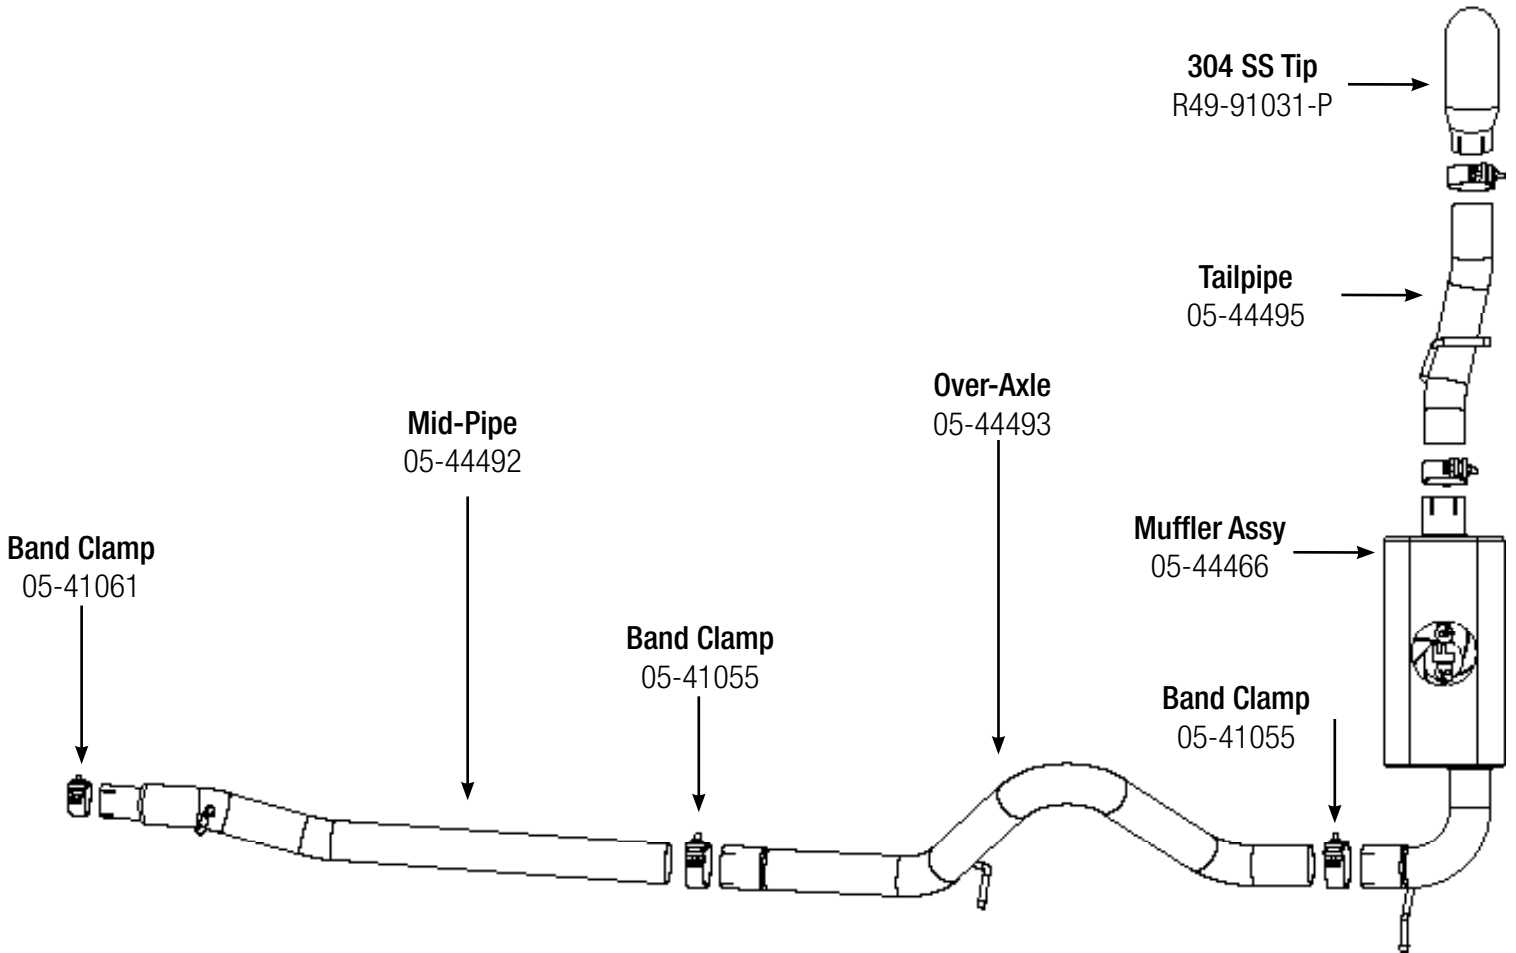 304 SS Tip
R49-91031-P
Tailpipe
05-44495
Over-Axle
05-44493
Mid-Pipe
05-44492
Muffler Assy
05-44466
Band Clamp
05-41061
Band Clamp
05-41055
Band Clamp
05-41055
aFe